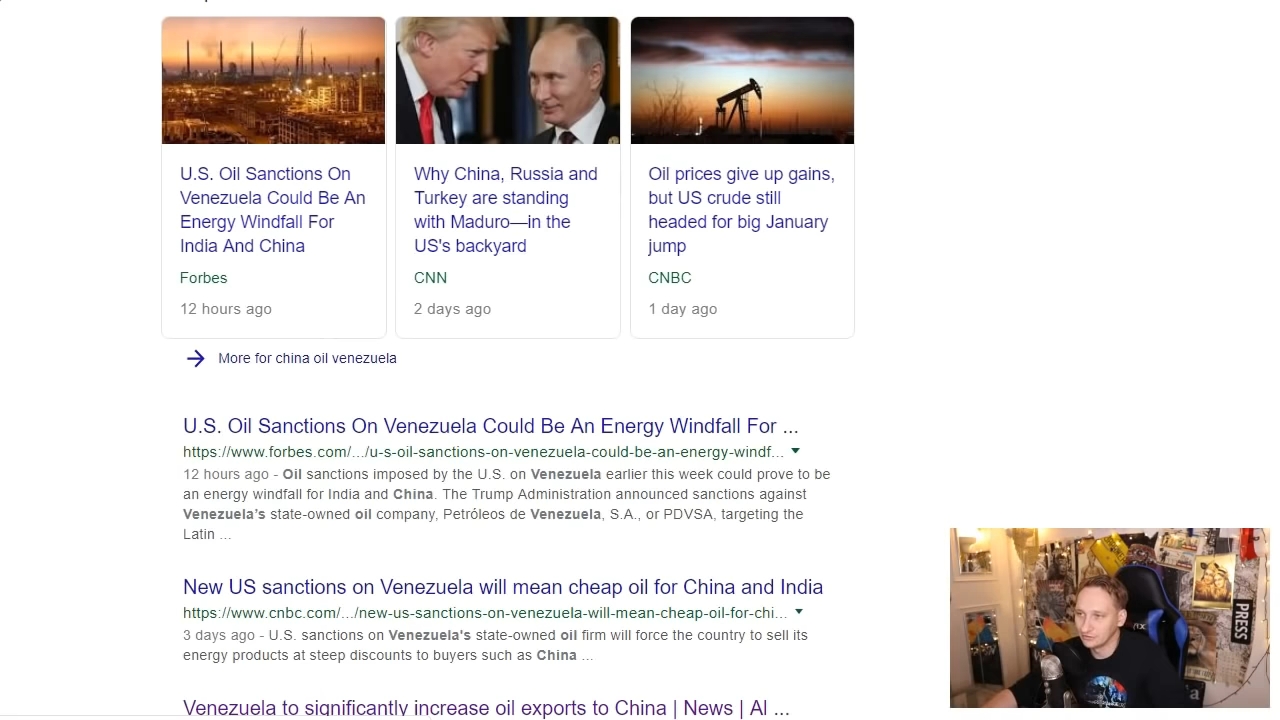 U.S. Oil Sanctions On
Venezuela Could Be An
Energy Windfall For
India And China
Forbes
12 hours ago
Why China, Russia and
Turkey are standing
with Maduro—in the
US's backyard
CNN
2 days ago
Oil prices give up gains,
but US crude still
headed for big January
jump
CNBC
1 day ago
More for china oil venezuela
U.S. Oil Sanctions On Venezuela Could Be An Energy Windfall For ...
https://www.forbes.com/.../u-s-oil-sanctions-on-venezuela-could-be-an-energy-windf...
12 hours ago - Oil sanctions imposed by the U.S. on Venezuela earlier this week could prove to be
an energy windfall for India and China. The Trump Administration announced sanctions against
Venezuela's state-owned oil company, Petróleos de Venezuela, S.A., or PDVSA, targeting the
Latin ...
New US sanctions on Venezuela will mean cheap oil for China and India
https://www.cnbc.com/.../new-us-sanctions-on-venezuela-will-mean-cheap-oil-for-chi...
3 days ago - U.S. sanctions on Venezuela's state-owned oil firm will force the country to sell its
energy products at steep discounts to buyers such as China ...
Venezuela to significantly increase oil exports to China | News | Al ...
PRESS